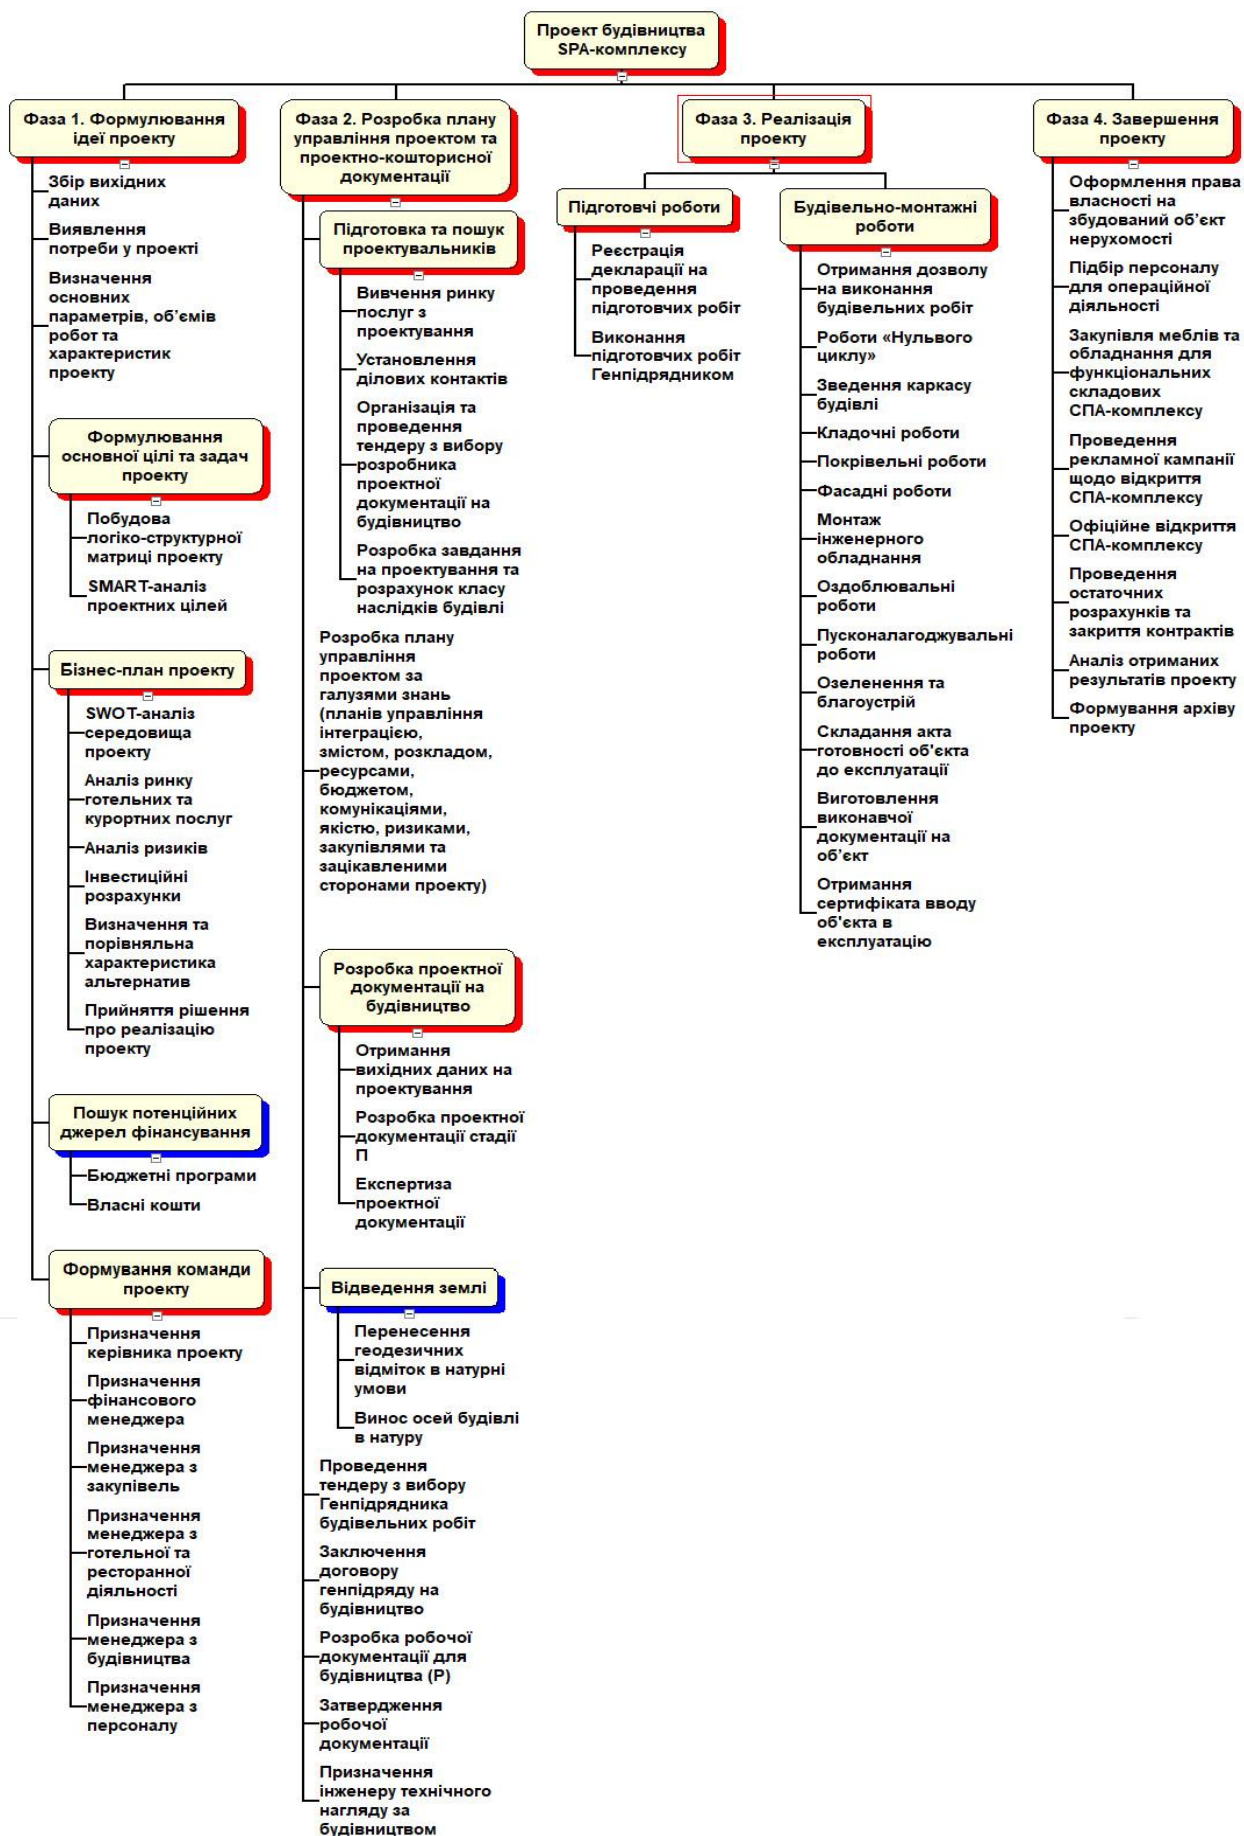 Проект будівництва
SPA-комплексу
Фаза 1. Формулювання
ідеї проекту
Збір вихідних
даних
Виявлення
потреби у проекті
Визначення
основних
параметрів, об’ємів
робот та
характеристик
проекту
Формулювання
основної цілі та задач
проекту
Побудова
логіко-структурної
матриці проекту
SMART-аналіз
проектних цілей
Бізнес-план проекту
SWOT-аналіз
середовища
проекту
Аналіз ринку
готельних та
курортних послуг
Аналіз ризиків
Інвестиційні
розрахунки
Визначення та
порівняльна
характеристика
альтернатив
Прийняття рішення
про реалізацію
проекту
Пошук потенційних
джерел фінансування
Бюджетні програми
Власні кошти
Формування команди
проекту
Призначення
керівника проекту
Призначення
фінансового
менеджера
Призначення
менеджера з
закупівель
Призначення
менеджера з
готельної та
ресторанної
діяльності
Призначення
менеджера з
будівництва
Призначення
менеджера з
персоналу
Фаза 2. Розробка плану
управління проектом та
проектно-кошторисної
документації
Підготовка та пошук
проектувальників
Вивчення ринку
послуг з
проектування
Установлення
ділових контактів
Організація та
проведення
тендеру з вибору
розробника
проектної
документації на
будівництво
Розробка завдання
на проектування та
розрахунок класу
наслідків будівлі
Розробка плану
управління
проектом за
галузями знань
(планів управління
інтеграцією,
змістом, розкладом,
ресурсами,
бюджетом,
комунікаціями,
якістю, ризиками,
закупівлями та
зацікавленими
сторонами проекту)
Розробка проектної
документації на
будівництво
Отримання
вихідних даних на
проектування
Розробка проектної
документації стадії
П
Експертиза
проектної
документації
Відведення землі
Перенесення
геодезичних
відміток в натурні
умови
Винос осей будівлі
в натуру
Проведення
тендеру з вибору
Генпідрядника
будівельних робіт
Заключення
договору
генпідряду на
будівництво
Розробка робочої
документації для
будівництва (Р)
Затвердження
робочої
документації
Призначення
інженеру технічного
нагляду за
будівництвом
Фаза 3. Реалізація
проекту
Підготовчі роботи
Реєстрація
декларації на
проведення
підготовчих робіт
Виконання
підготовчих робіт
Генпідрядником
Будівельно-монтажні
роботи
Отримання дозволу
на виконання
будівельних робіт
Роботи «Нульвого
циклу»
Зведення каркасу
будівлі
Кладочні роботи
Покрівельні роботи
Фасадні роботи
Монтаж
інженерного
обладнання
Оздоблювальні
роботи
Пусконалагоджувальні
роботи
Озеленення та
благоустрій
Складання акта
готовності об'єкта
до експлуатації
Виготовлення
виконавчої
документації на
об’єкт
Отримання
сертифіката вводу
об'єкта в
експлуатацію
Фаза 4. Завершення
проекту
Оформлення права
власності на
збудований об’єкт
нерухомості
Підбір персоналу
для операційної
діяльності
Закупівля меблів та
обладнання для
функціональних
складових
СПА-комплексу
Проведення
рекламної кампанії
щодо відкриття
СПА-комплексу
Офіційне відкриття
СПА-комплексу
Проведення
остаточних
розрахунків та
закриття контрактів
Аналіз отриманих
результатів проекту
Формування архіву
проекту